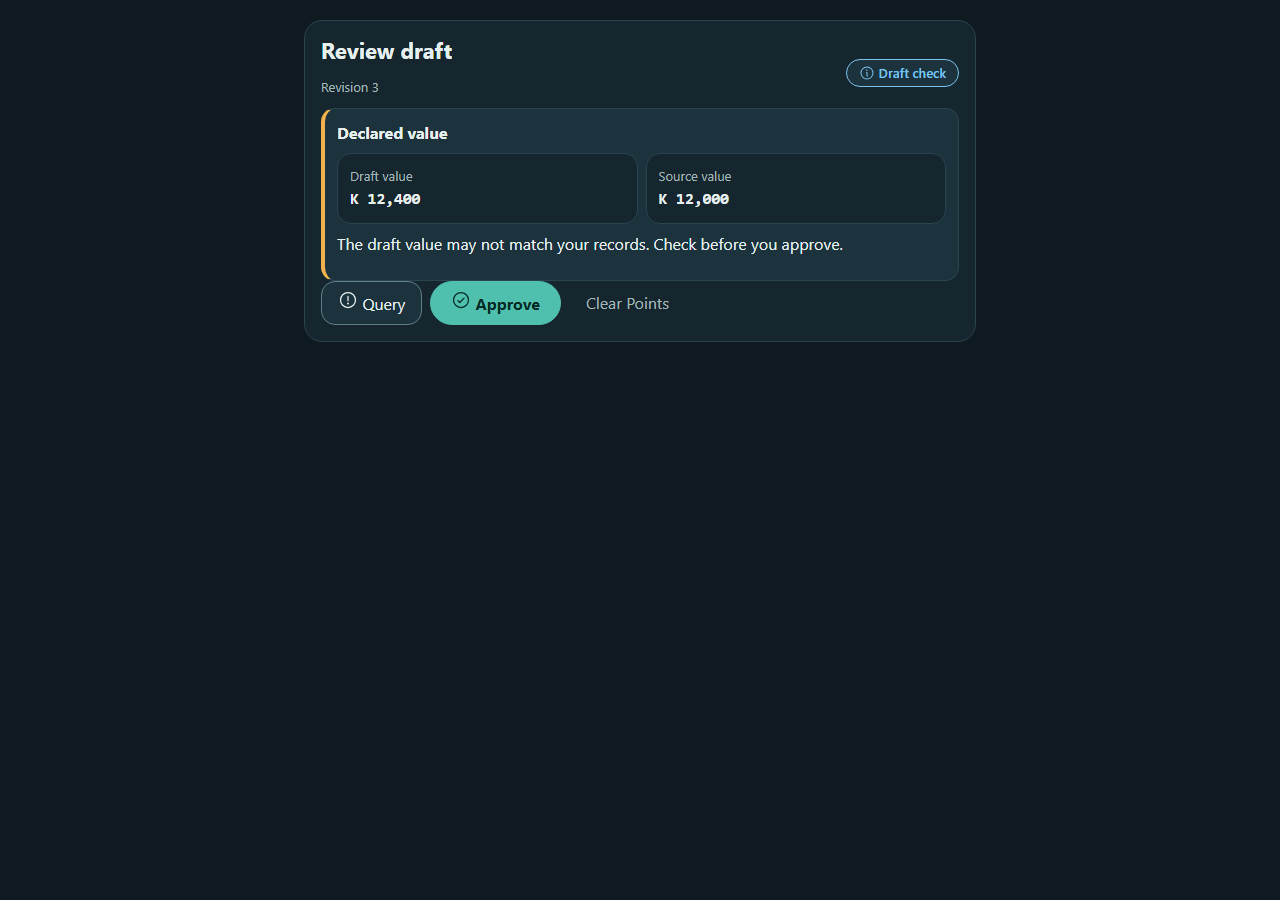 Review draft
Revision 3
Draft check
Declared value
Draft value
K 12,400
Source value
K 12,000
The draft value may not match your records. Check before you approve.
Query
Approve
Clear Points